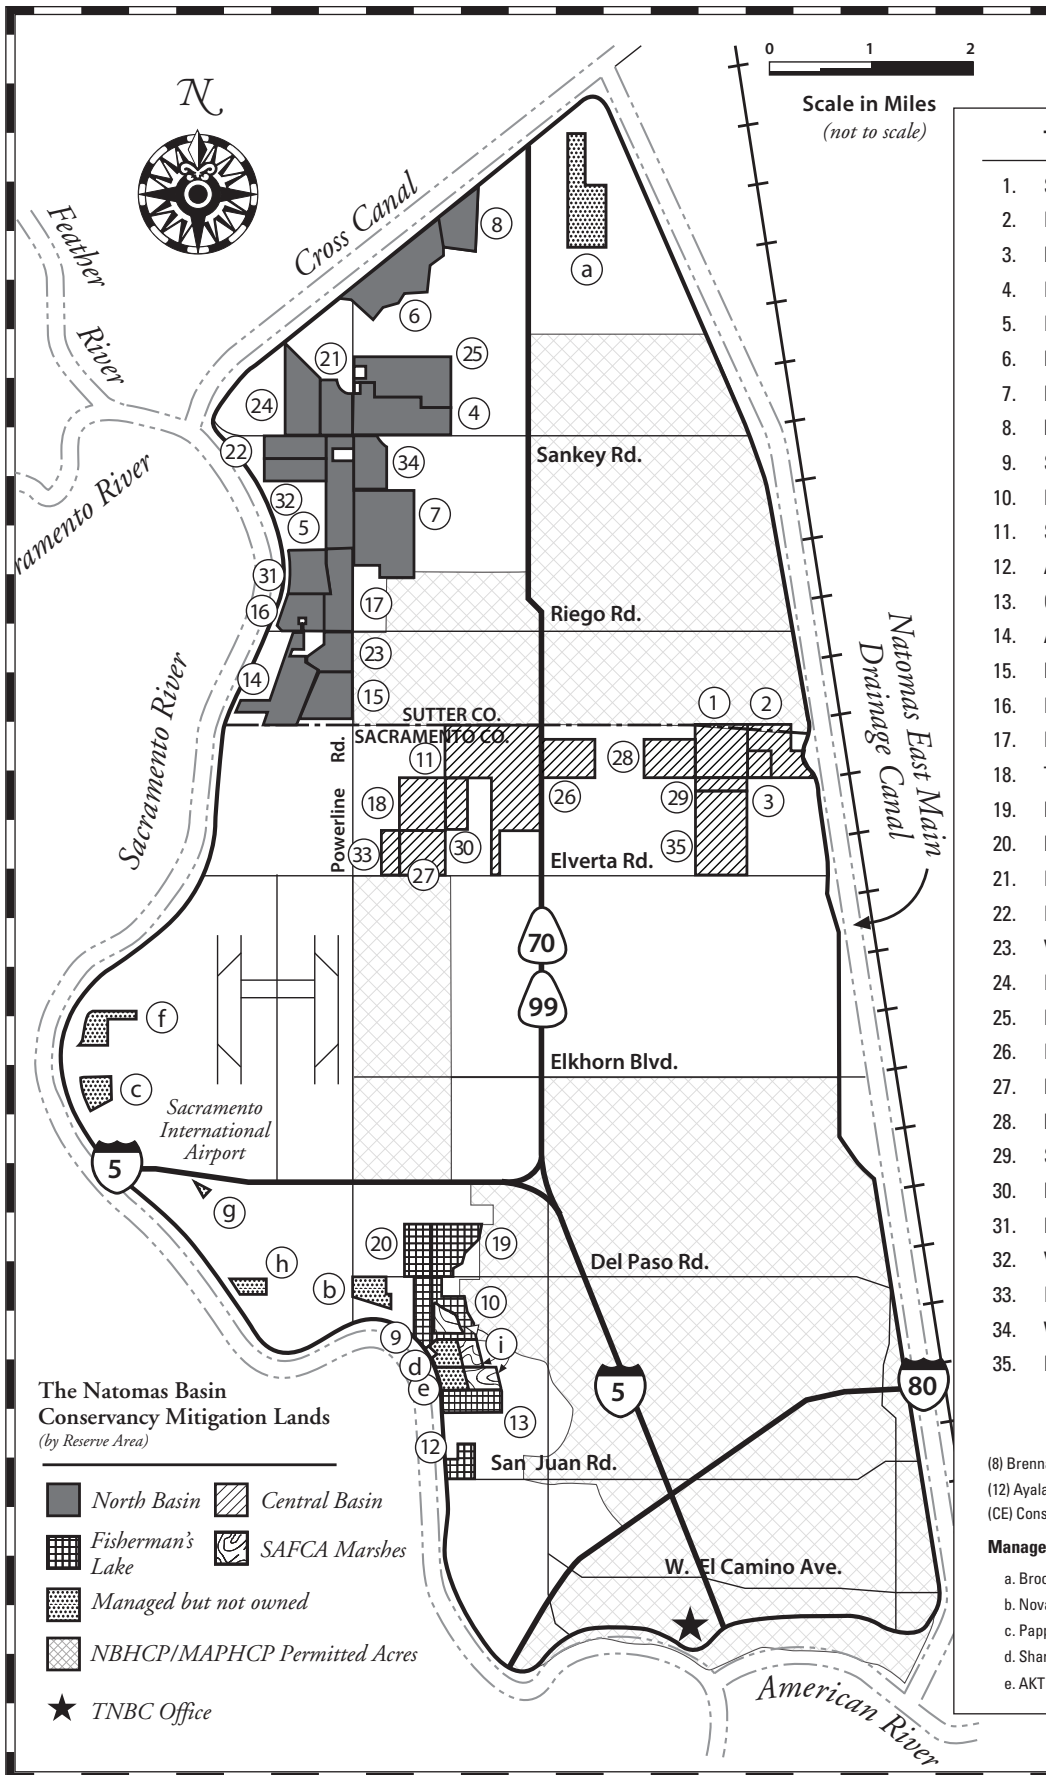 0 1 2
Scale in Miles
(not to scale)
N
Feather
River
Cross Canal
8
a
6
21
25
24
4
22
Sankey Rd.
34
32
7
5
ramento River
31
16
17
Riego Rd.
23
14
15
1
2
SUTTER CO.
SACRAMENTO CO.
Rd.
Powerline
11
28
18
26
29
3
33
30
35
27
Elverta Rd.
Natomas East Main
Drainage Canal
Sacramento River
70
99
f
c
Elkhorn Blvd.
Sacramento
International
Airport
5
g
20
19
Del Paso Rd.
h
b
10
9
i
d
e
5
80
13
12
San Juan Rd.
W. El Camino Ave.
American River
The Natomas Basin
Conservancy Mitigation Lands
(by Reserve Area)
North Basin
Central Basin
Fisherman's
Lake
SAFCA Marshes
Managed but not owned
NBHCP/MAPHCP Permitted Acres
TNBC Office
1.
2.
3.
4.
5.
6.
7.
8.
9.
10.
11.
12.
13.
14.
15.
16.
17.
18.
19.
20.
21.
22.
23.
24.
25.
26.
27.
28.
29.
30.
31.
32.
33.
34.
35.
(8) Brenn
(12) Ayala
(CE) Cons
Manage
a. Broo
b. Nova
c. Papp
d. Shar
e. AKT